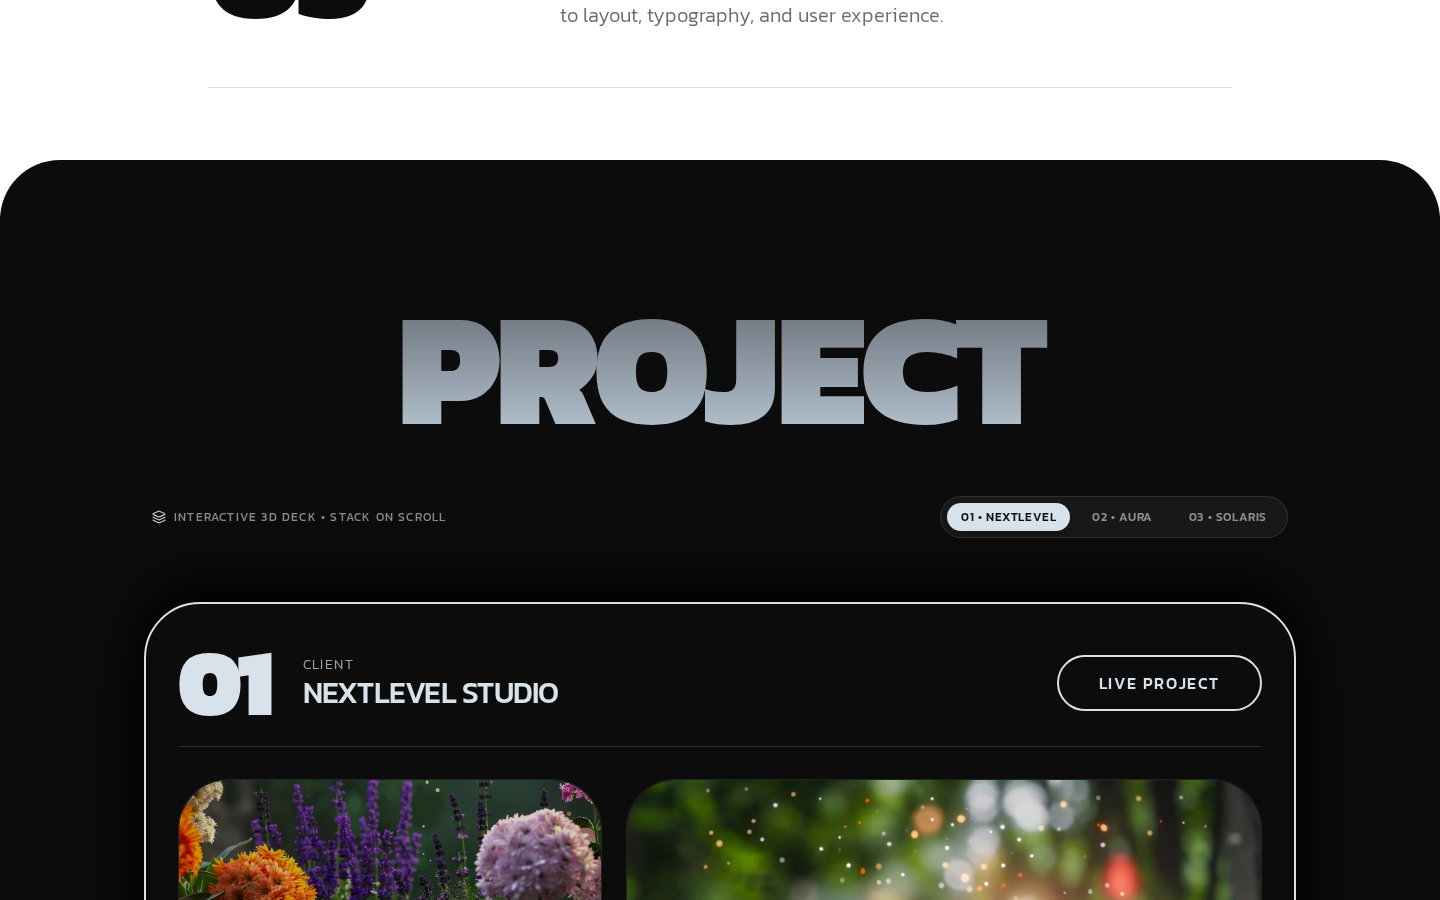 to layout, typography, and user experience.
PROJECT
INTERACTIVE 3D DECK • STACK ON SCROLL
01 • NEXTLEVEL
02 • AURA
03 • SOLARIS
01
CLIENT
NEXTLEVEL STUDIO
LIVE PROJECT